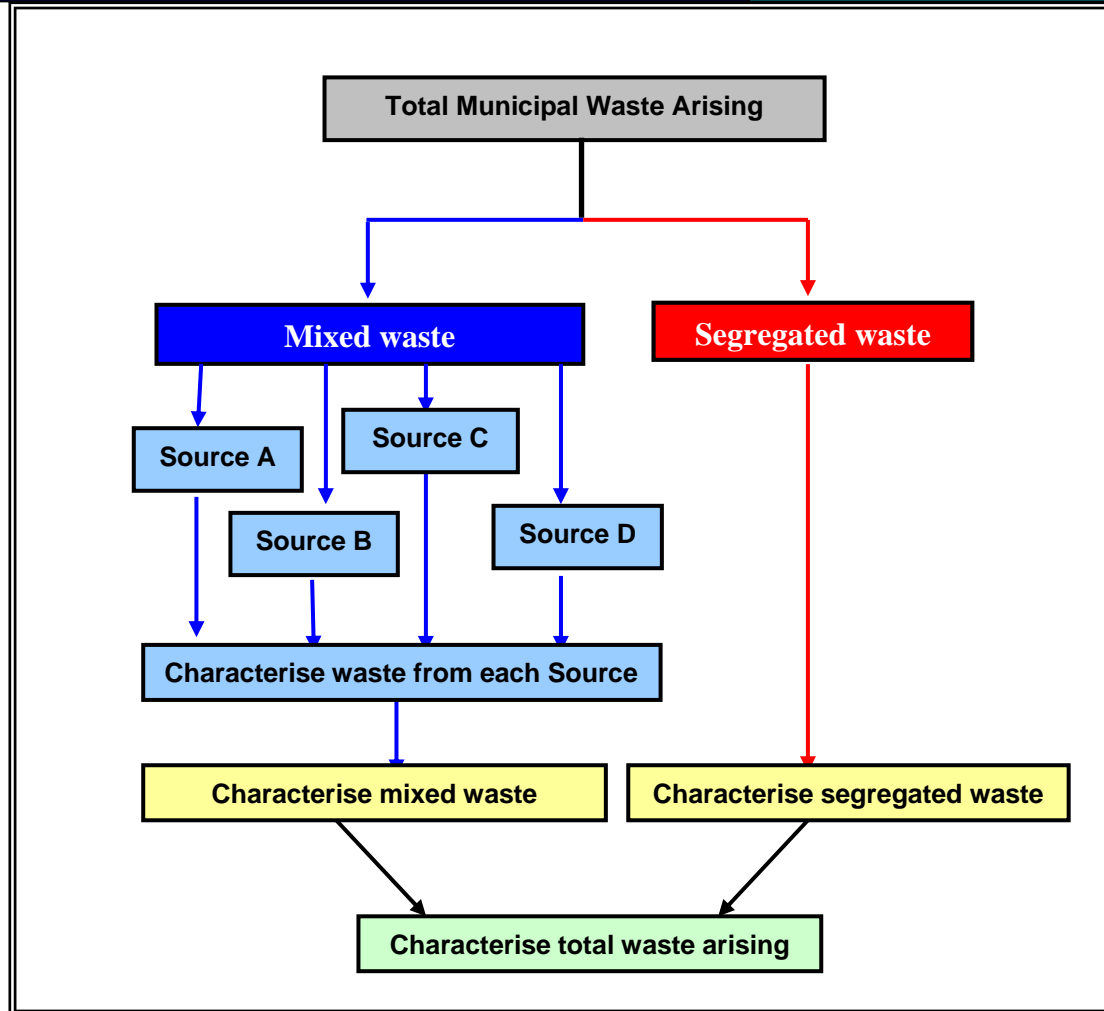 Total Municipal Waste Arising
Mixed waste
Segregated waste
Source A
Source C
Source B
Source D
Characterise waste from each Source
Characterise mixed waste
Characterise segregated waste
Characterise total waste arising